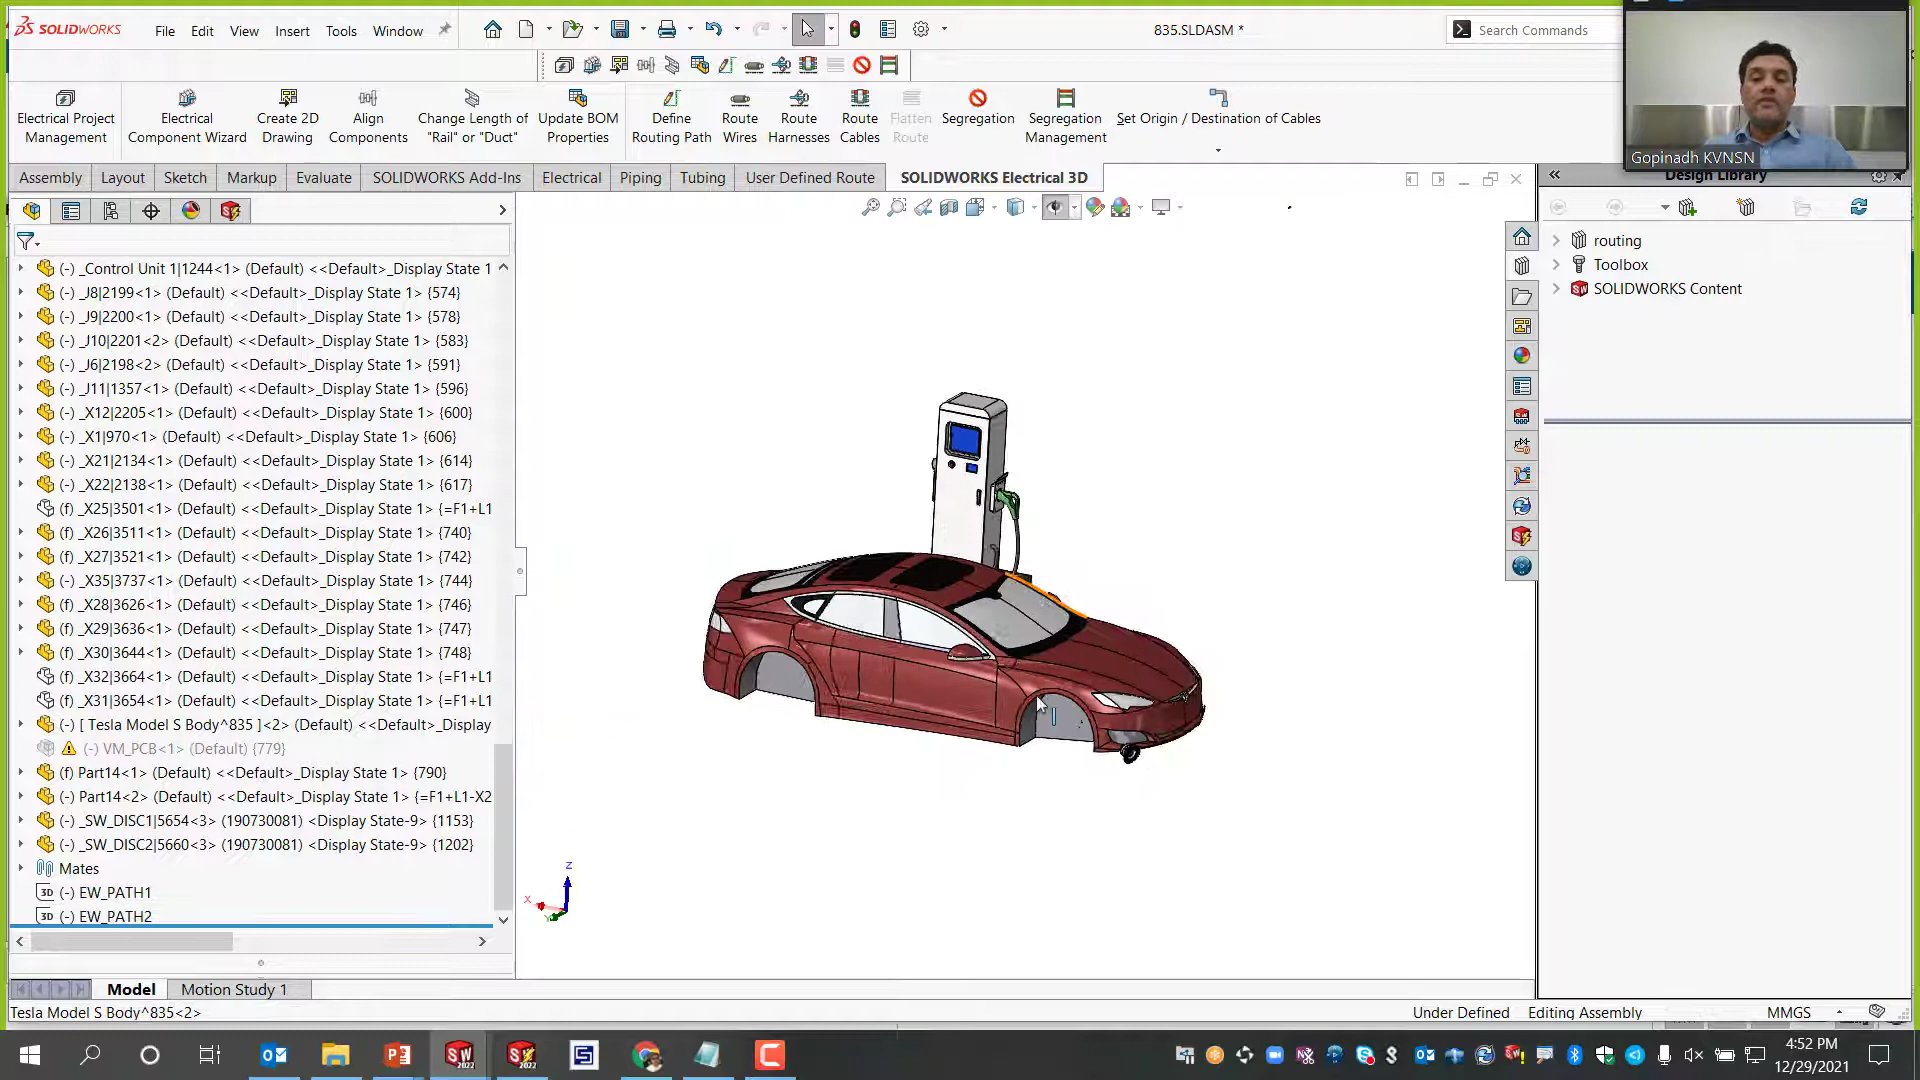 SOLIDWORKS
File Edit View Insert Tools Window
835.SLDASM *
Search Commands
Electrical Project Management
Electrical Component Wizard
Create 2D Drawing
Align Components
Change Length of "Rail" or "Duct"
Update BOM Properties
Define Routing Path
Route Wires
Route Harnesses
Route Cables
Flatten Route
Segregation
Segregation Management
Set Origin / Destination of Cables
Gopinadh KVNSN
Assembly Layout Sketch Markup Evaluate SOLIDWORKS Add-Ins Electrical Piping Tubing User Defined Route SOLIDWORKS Electrical 3D
Design Library
routing
Toolbox
SOLIDWORKS Content
(-) _Control Unit 1|1244<1> (Default) <<Default>_Display State 1
(-) _J8|2199<1> (Default) <<Default>_Display State 1> {574}
(-) _J9|2200<1> (Default) <<Default>_Display State 1> {578}
(-) _J10|2201<2> (Default) <<Default>_Display State 1> {583}
(-) _J6|2198<2> (Default) <<Default>_Display State 1> {591}
(-) _J11|1357<1> (Default) <<Default>_Display State 1> {596}
(-) _X12|2205<1> (Default) <<Default>_Display State 1> {600}
(-) _X1|970<1> (Default) <<Default>_Display State 1> {606}
(-) _X21|2134<1> (Default) <<Default>_Display State 1> {614}
(-) _X22|2138<1> (Default) <<Default>_Display State 1> {617}
(f) _X25|3501<1> (Default) <<Default>_Display State 1> {=F1+L1
(f) _X26|3511<1> (Default) <<Default>_Display State 1> {740}
(f) _X27|3521<1> (Default) <<Default>_Display State 1> {742}
(-) _X35|3737<1> (Default) <<Default>_Display State 1> {744}
(f) _X28|3626<1> (Default) <<Default>_Display State 1> {746}
(f) _X29|3636<1> (Default) <<Default>_Display State 1> {747}
(f) _X30|3644<1> (Default) <<Default>_Display State 1> {748}
(f) _X32|3664<1> (Default) <<Default>_Display State 1> {=F1+L1
(f) _X31|3654<1> (Default) <<Default>_Display State 1> {=F1+L1
(-) [ Tesla Model S Body^835 ]<2> (Default) <<Default>_Display
(-) VM_PCB<1> (Default) {779}
(f) Part14<1> (Default) <<Default>_Display State 1> {790}
(-) Part14<2> (Default) <<Default>_Display State 1> {=F1+L1-X2
(-) _SW_DISC1|5654<3> (190730081) <Display State-9> {1153}
(-) _SW_DISC2|5660<3> (190730081) <Display State-9> {1202}
Mates
3D (-) EW_PATH1
3D (-) EW_PATH2
Z
X
Model Motion Study 1
Tesla Model S Body^835<2>
Under Defined Editing Assembly MMGS
4:52 PM
12/29/2021